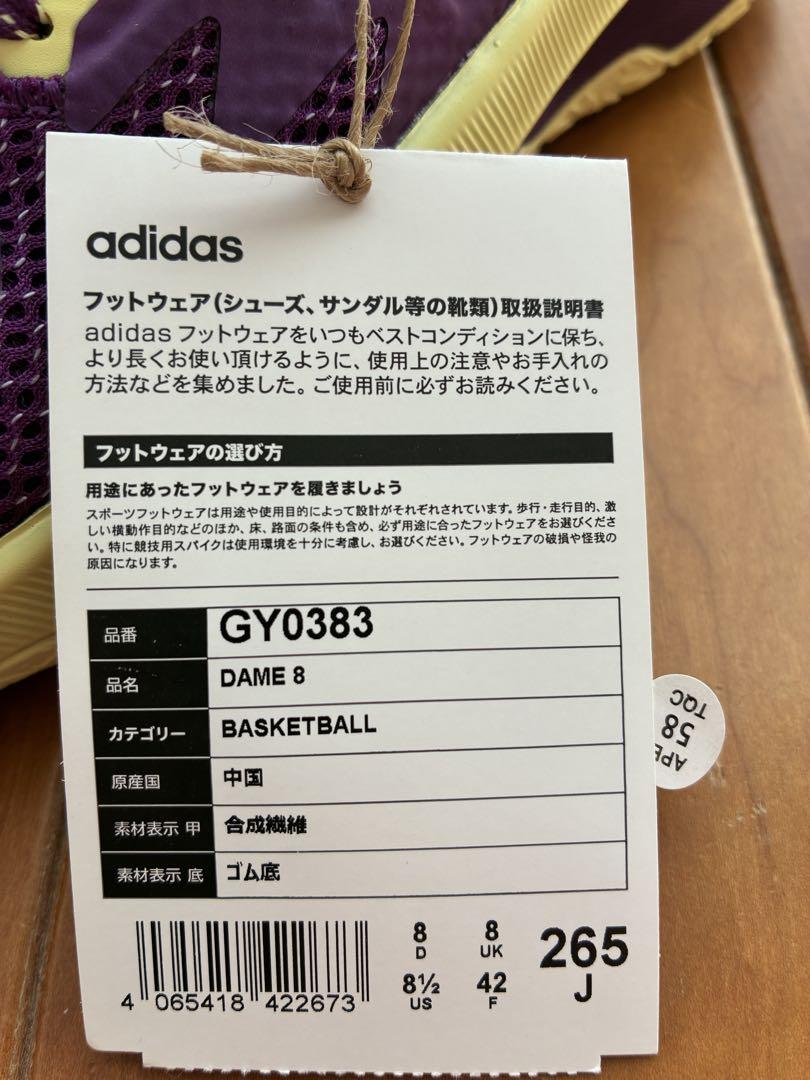 adidas
フットウェア(シューズ、サンダル等の靴類)取扱説明書
adidas フットウェアをいつもベストコンディションに保ち、
より長くお使い頂けるように、使用上の注意やお手入れの
方法などを集めました。ご使用前に必ずお読みください。
フットウェアの選び方
用途にあったフットウェアを履きましょう
スポーツフットウェアは用途や使用目的によって設計がそれぞれされています。歩行・走行目的、激
しい横動作目的などのほか、床、路面の条件も含め、必ず用途に合ったフットウェアをお選びくださ
い。特に競技用スパイクは使用環境を十分に考慮し、お選びください。フットウェアの破損や怪我の
原因になります。
品番 GY0383
品名 DAME 8
カテゴリー BASKETBALL
原産国 中国
素材表示 甲 合成繊維
素材表示 底 ゴム底
8 8 265
D UK J
8½ 42
US F
4 065418 422673
TQC
58